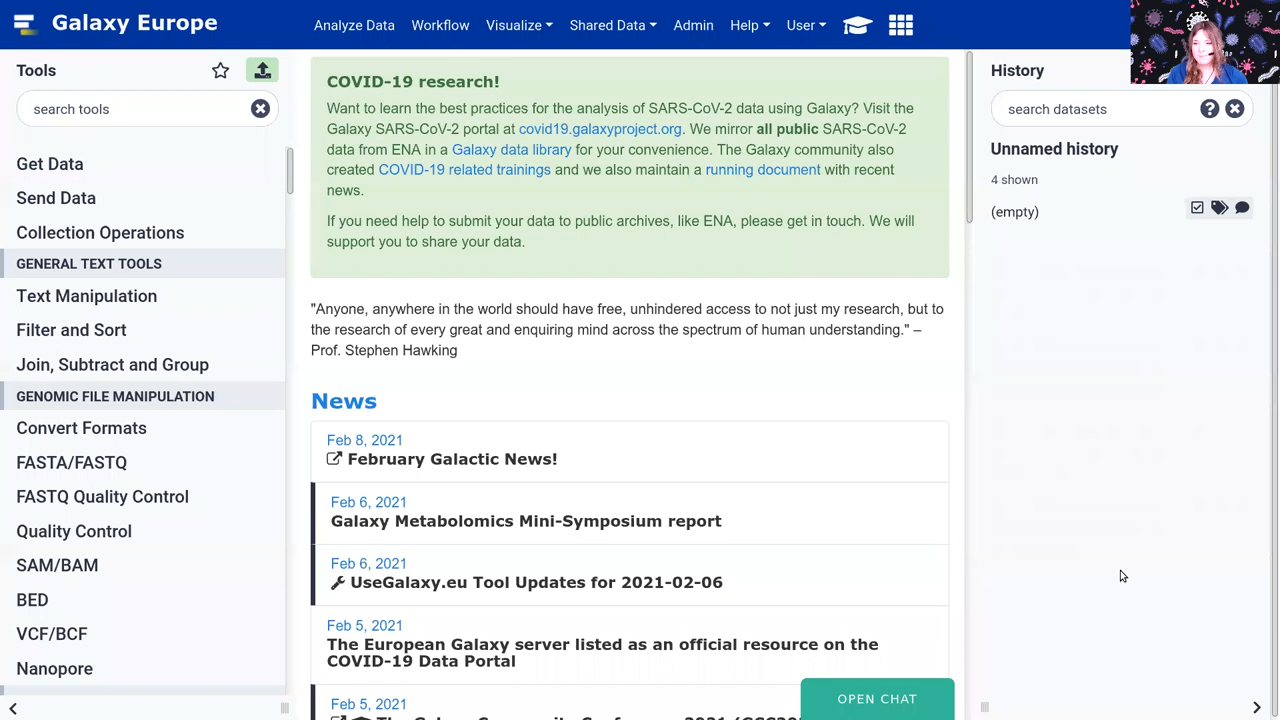 Galaxy Europe
Analyze Data Workflow Visualize Shared Data Admin Help User
Tools
search tools
Get Data
Send Data
Collection Operations
GENERAL TEXT TOOLS
Text Manipulation
Filter and Sort
Join, Subtract and Group
GENOMIC FILE MANIPULATION
Convert Formats
FASTA/FASTQ
FASTQ Quality Control
Quality Control
SAM/BAM
BED
VCF/BCF
Nanopore
COVID-19 research!
Want to learn the best practices for the analysis of SARS-CoV-2 data using Galaxy? Visit the
Galaxy SARS-CoV-2 portal at covid19.galaxyproject.org. We mirror all public SARS-CoV-2
data from ENA in a Galaxy data library for your convenience. The Galaxy community also
created COVID-19 related trainings and we also maintain a running document with recent
news.
If you need help to submit your data to public archives, like ENA, please get in touch. We will
support you to share your data.
"Anyone, anywhere in the world should have free, unhindered access to not just my research, but to
the research of every great and enquiring mind across the spectrum of human understanding." –
Prof. Stephen Hawking
News
Feb 8, 2021
February Galactic News!
Feb 6, 2021
Galaxy Metabolomics Mini-Symposium report
Feb 6, 2021
UseGalaxy.eu Tool Updates for 2021-02-06
Feb 5, 2021
The European Galaxy server listed as an official resource on the
COVID-19 Data Portal
Feb 5, 2021
The Galaxy Community Conference 2021
OPEN CHAT
History
search datasets
Unnamed history
4 shown
(empty)